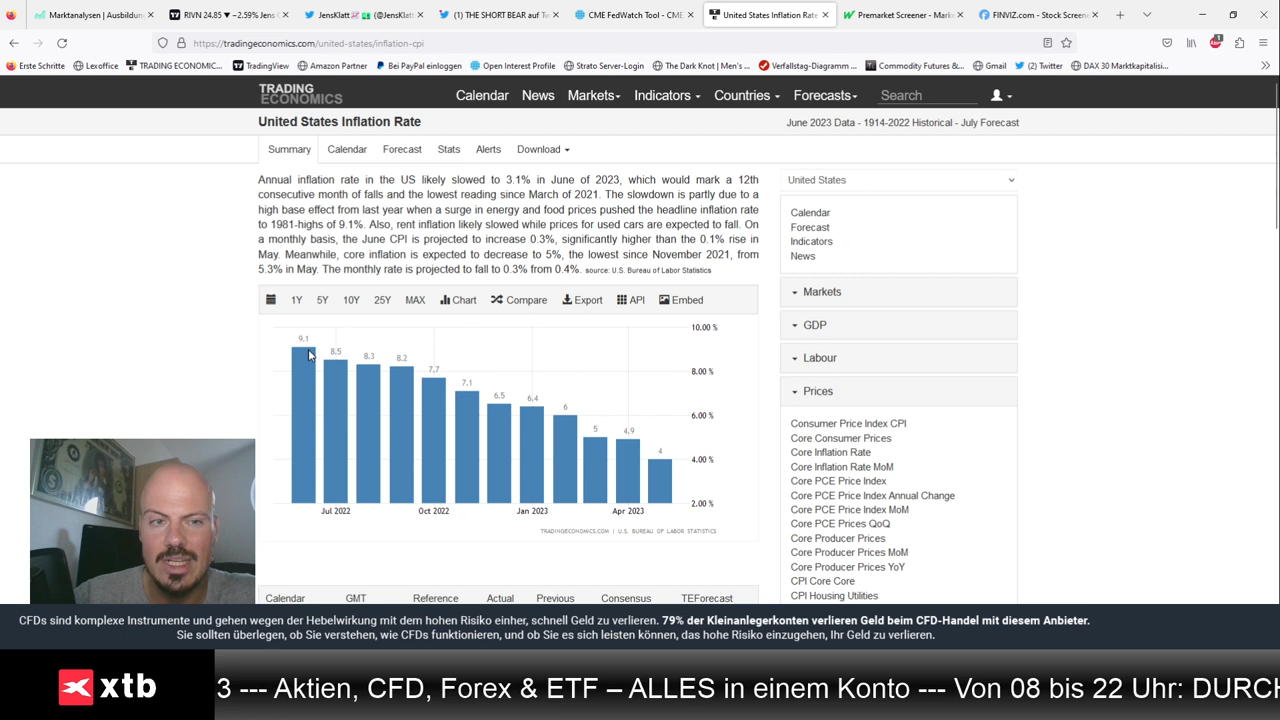 Marktanalysen | Ausbildun
RIVN 24.85 ▼ −2.59% Jens
JensKlatt (@JensKlatt
(1) THE SHORT BEAR auf Tw
CME FedWatch Tool - CME
United States Inflation Rate
Premarket Screener - Marke
FINVIZ.com - Stock Screene
https://tradingeconomics.com/united-states/inflation-cpi
1
Erste Schritte
Lexoffice
TRADING ECONOMIC...
TradingView
Amazon Partner
Bei PayPal einloggen
Open Interest Profile
Strato Server-Login
The Dark Knot | Men's ...
Verfallstag-Diagramm ...
Commodity Futures &...
Gmail
(2) Twitter
DAX 30 Marktkapitalisi...
TRADING
ECONOMICS
Calendar News Markets Indicators Countries Forecasts Search
United States Inflation Rate
June 2023 Data - 1914-2022 Historical - July Forecast
Summary Calendar Forecast Stats Alerts Download
Annual inflation rate in the US likely slowed to 3.1% in June of 2023, which would mark a 12th
consecutive month of falls and the lowest reading since March of 2021. The slowdown is partly due to a
high base effect from last year when a surge in energy and food prices pushed the headline inflation rate
to 1981-highs of 9.1%. Also, rent inflation likely slowed while prices for used cars are expected to fall. On
a monthly basis, the June CPI is projected to increase 0.3%, significantly higher than the 0.1% rise in
May. Meanwhile, core inflation is expected to decrease to 5%, the lowest since November 2021, from
5.3% in May. The monthly rate is projected to fall to 0.3% from 0.4%. source: U.S. Bureau of Labor Statistics
1Y 5Y 10Y 25Y MAX Chart Compare Export API Embed
9.1
8.5
8.3
8.2
7.7
7.1
6.5
6.4
6
5
4.9
4
10.00 %
8.00 %
6.00 %
4.00 %
2.00 %
Jul 2022
Oct 2022
Jan 2023
Apr 2023
TRADINGECONOMICS.COM | U.S. BUREAU OF LABOR STATISTICS
Calendar GMT Reference Actual Previous Consensus TEForecast
United States
Calendar
Forecast
Indicators
News
Markets
GDP
Labour
Prices
Consumer Price Index CPI
Core Consumer Prices
Core Inflation Rate
Core Inflation Rate MoM
Core PCE Price Index
Core PCE Price Index Annual Change
Core PCE Price Index MoM
Core PCE Prices QoQ
Core Producer Prices
Core Producer Prices MoM
Core Producer Prices YoY
CPI Core Core
CPI Housing Utilities
CFDs sind komplexe Instrumente und gehen wegen der Hebelwirkung mit dem hohen Risiko einher, schnell Geld zu verlieren. 79% der Kleinanlegerkonten verlieren Geld beim CFD-Handel mit diesem Anbieter.
Sie sollten überlegen, ob Sie verstehen, wie CFDs funktionieren, und ob Sie es sich leisten können, das hohe Risiko einzugehen, Ihr Geld zu verlieren.
xtb
3 --- Aktien, CFD, Forex & ETF – ALLES in einem Konto --- Von 08 bis 22 Uhr: DURCH